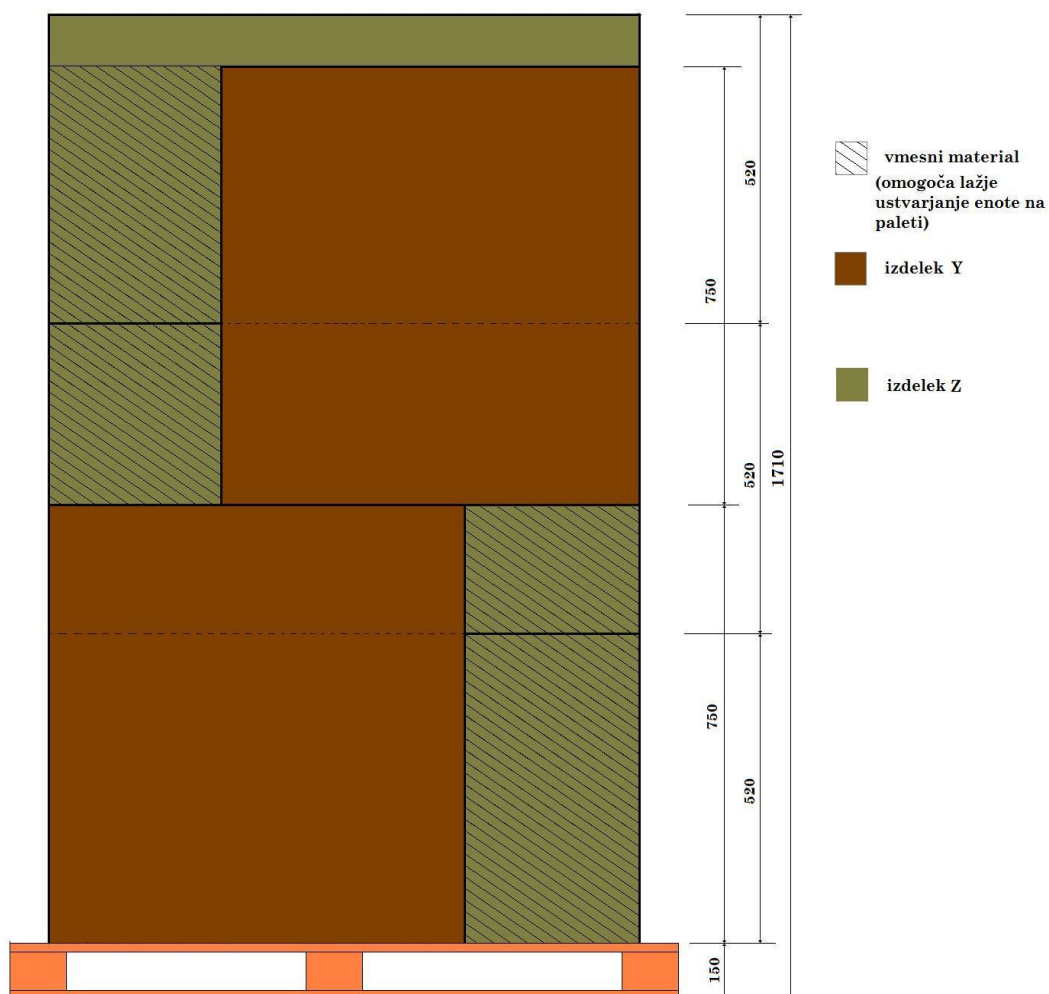 vmesni material
(omogoča lažje
ustvarjanje enote na
paleti)
izdelek Y
izdelek Z
520
750
520
1710
750
520
150